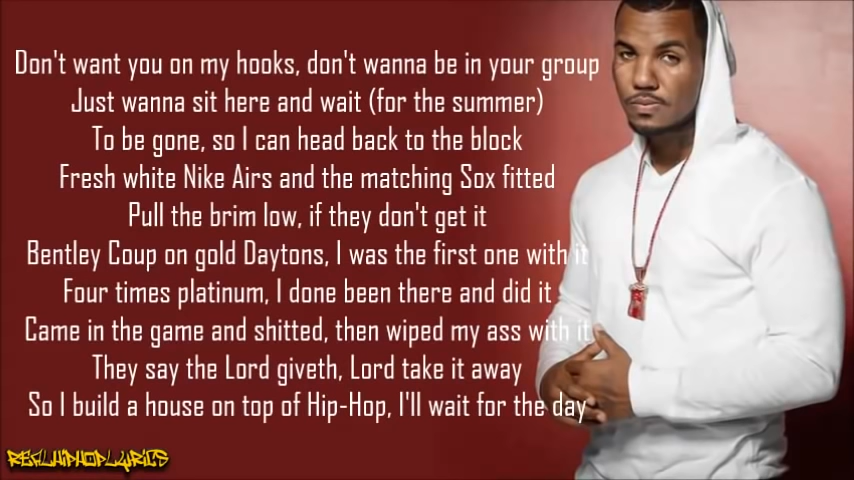 Don't want you on my hooks, don't wanna be in your group
Just wanna sit here and wait (for the summer)
To be gone, so I can head back to the block
Fresh white Nike Airs and the matching Sox fitted
Pull the brim low, if they don't get it
Bentley Coup on gold Daytons, I was the first one with it
Four times platinum, I done been there and did it
Came in the game and shitted, then wiped my ass with it
They say the Lord giveth, Lord take it away
So I build a house on top of Hip-Hop, I'll wait for the day
REALHIPHOPLYRICS